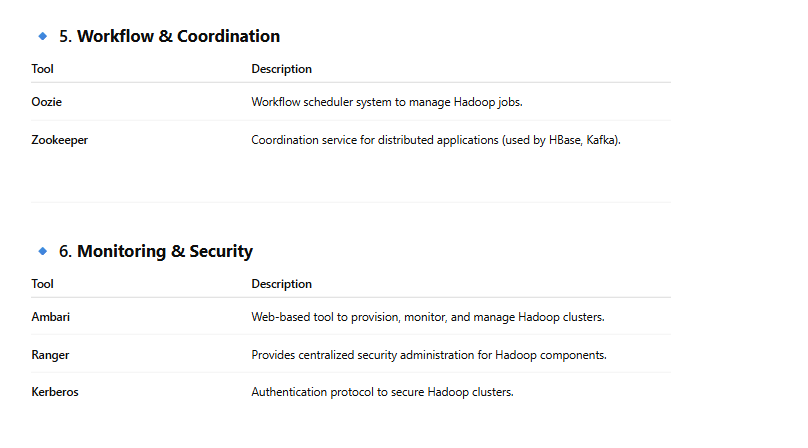 5. Workflow & Coordination
Tool Description
Oozie Workflow scheduler system to manage Hadoop jobs.
Zookeeper Coordination service for distributed applications (used by HBase, Kafka).
6. Monitoring & Security
Tool Description
Ambari Web-based tool to provision, monitor, and manage Hadoop clusters.
Ranger Provides centralized security administration for Hadoop components.
Kerberos Authentication protocol to secure Hadoop clusters.